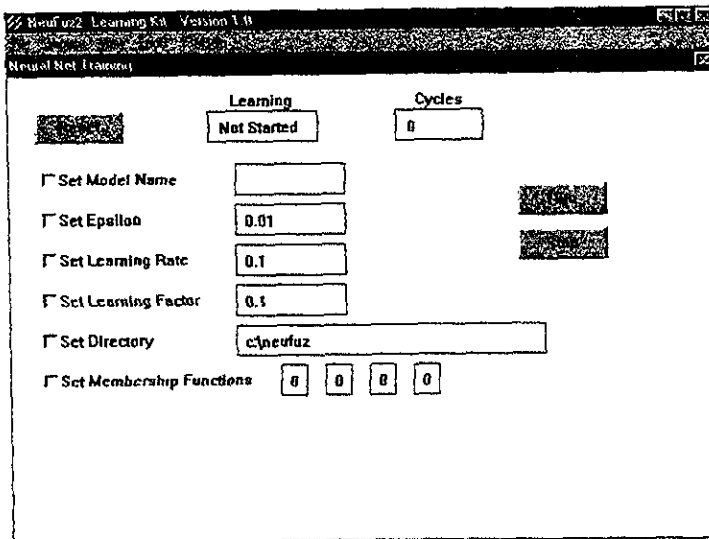 NeuFuz2 Learning Kit Version 1.0
Neural Net Training
Learning
Cycles
Not Started
0
Set Model Name
Set Epsilon
0.01
Set Learning Rate
0.1
Set Learning Factor
0.1
Set Directory
c:\neufuz
Set Membership Functions
0 0 0 0